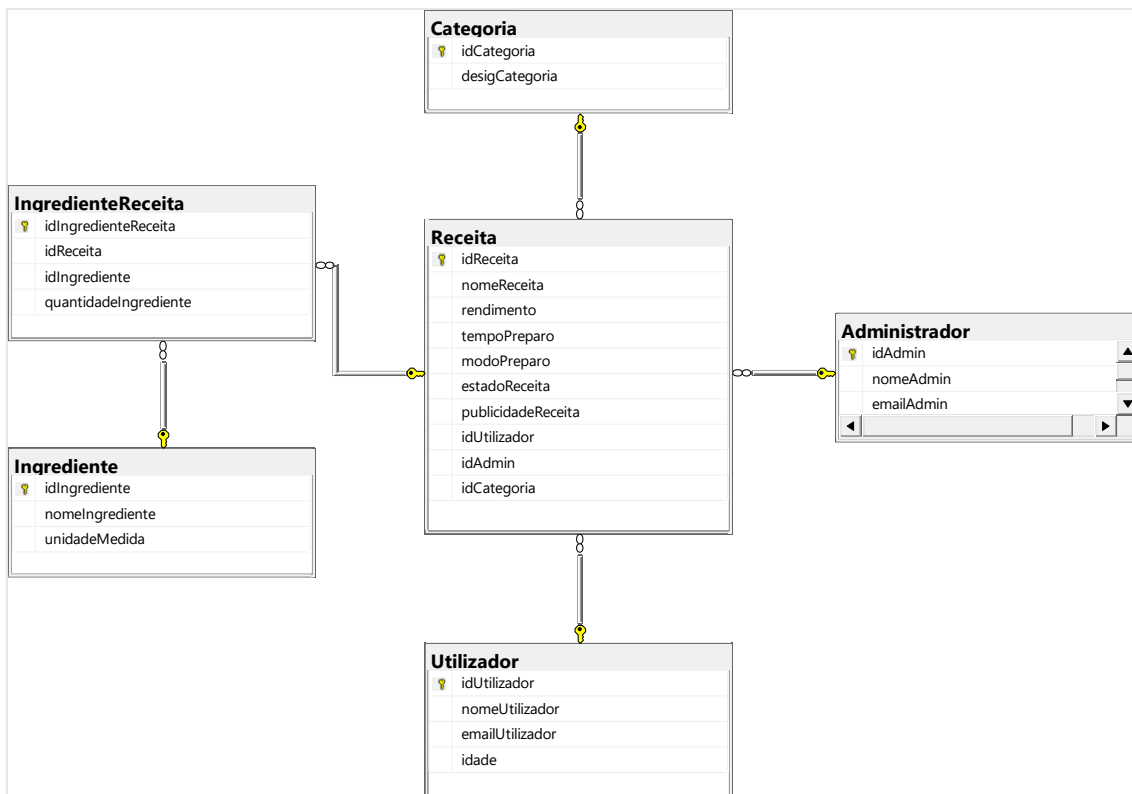 Categoria
idCategoria
desigCategoria
IngredienteReceita
idIngredienteReceita
idReceita
idIngrediente
quantidadeIngrediente
Receita
idReceita
nomeReceita
rendimento
tempoPreparo
modoPreparo
estadoReceita
publicidadeReceita
idUtilizador
idAdmin
idCategoria
Administrador
idAdmin
nomeAdmin
emailAdmin
Ingrediente
idIngrediente
nomeIngrediente
unidadeMedida
Utilizador
idUtilizador
nomeUtilizador
emailUtilizador
idade